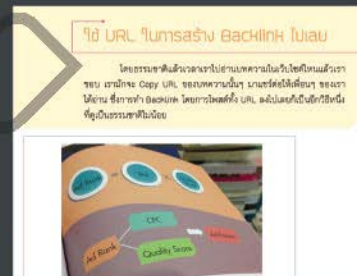 ใช้ URL ในการสร้าง Backlink ไปเลย
โดยธรรมชาติแล้วเวลาเราไปอ่านบทความในเว็บไซต์ไหนแล้วเรา
ชอบ เรามักจะ Copy URL ของบทความนั้นๆ มาแชร์ต่อให้เพื่อนๆ ของเรา
ได้อ่าน ซึ่งการทำ Backlink โดยการโพสต์ทั้ง URL ลงไปเลยก็เป็นอีกวิธีหนึ่ง
ที่ดูเป็นธรรมชาติไม่น้อย
Ad Rank
CPC
Ad Rank
Quality Score